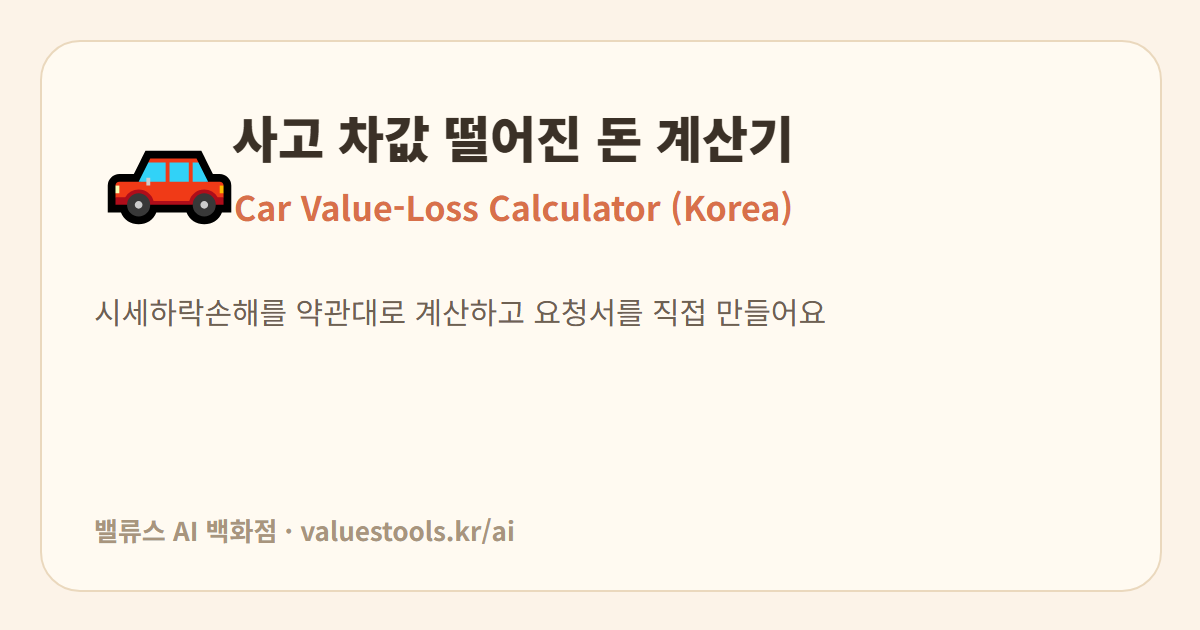 사고 차값 떨어진 돈 계산기
Car Value-Loss Calculator (Korea)
시세하락손해를 약관대로 계산하고 요청서를 직접 만들어요
밸류스 AI 백화점 · valuestools.kr/ai